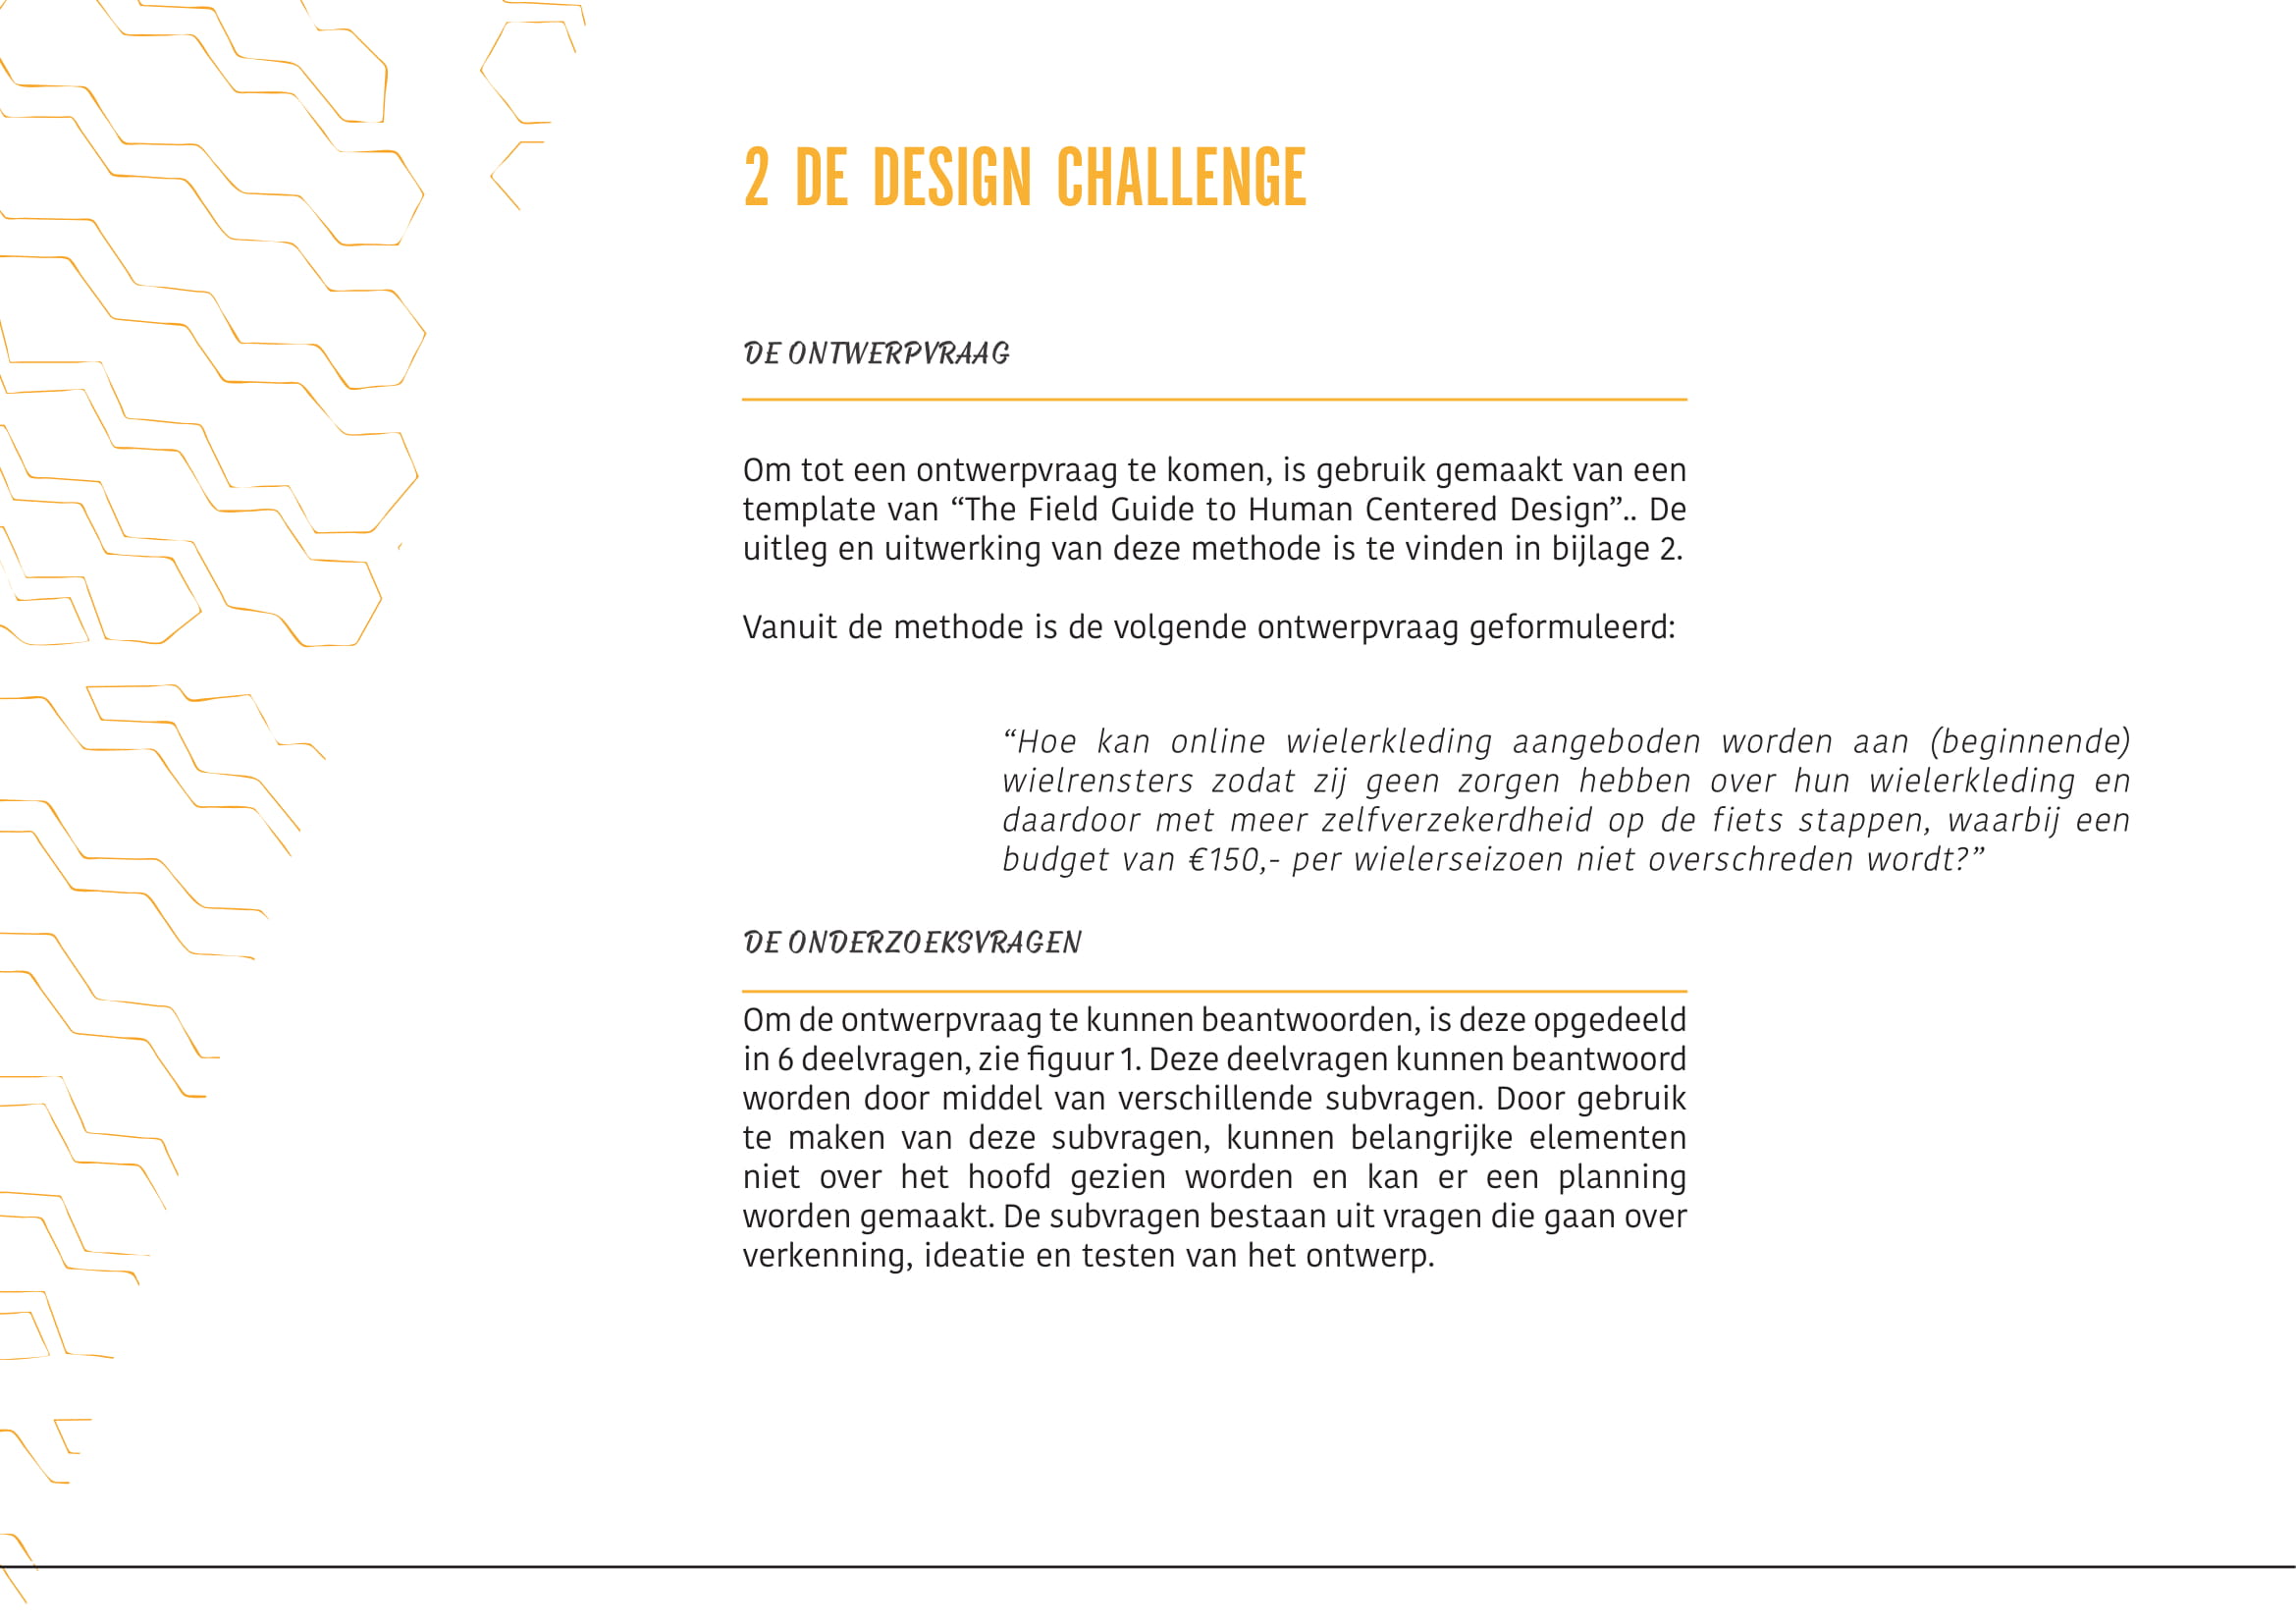 2 DE DESIGN CHALLENGE
DE ONTWERPVRAAG
Om tot een ontwerpvraag te komen, is gebruik gemaakt van een
template van “The Field Guide to Human Centered Design”.. De
uitleg en uitwerking van deze methode is te vinden in bijlage 2.
Vanuit de methode is de volgende ontwerpvraag geformuleerd:
“Hoe kan online wielerkleding aangeboden worden aan (beginnende)
wielrensters zodat zij geen zorgen hebben over hun wielerkleding en
daardoor met meer zelfverzekerdheid op de fiets stappen, waarbij een
budget van €150,- per wielerseizoen niet overschreden wordt?”
DE ONDERZOEKSVRAGEN
Om de ontwerpvraag te kunnen beantwoorden, is deze opgedeeld
in 6 deelvragen, zie figuur 1. Deze deelvragen kunnen beantwoord
worden door middel van verschillende subvragen. Door gebruik
te maken van deze subvragen, kunnen belangrijke elementen
niet over het hoofd gezien worden en kan er een planning
worden gemaakt. De subvragen bestaan uit vragen die gaan over
verkenning, ideatie en testen van het ontwerp.